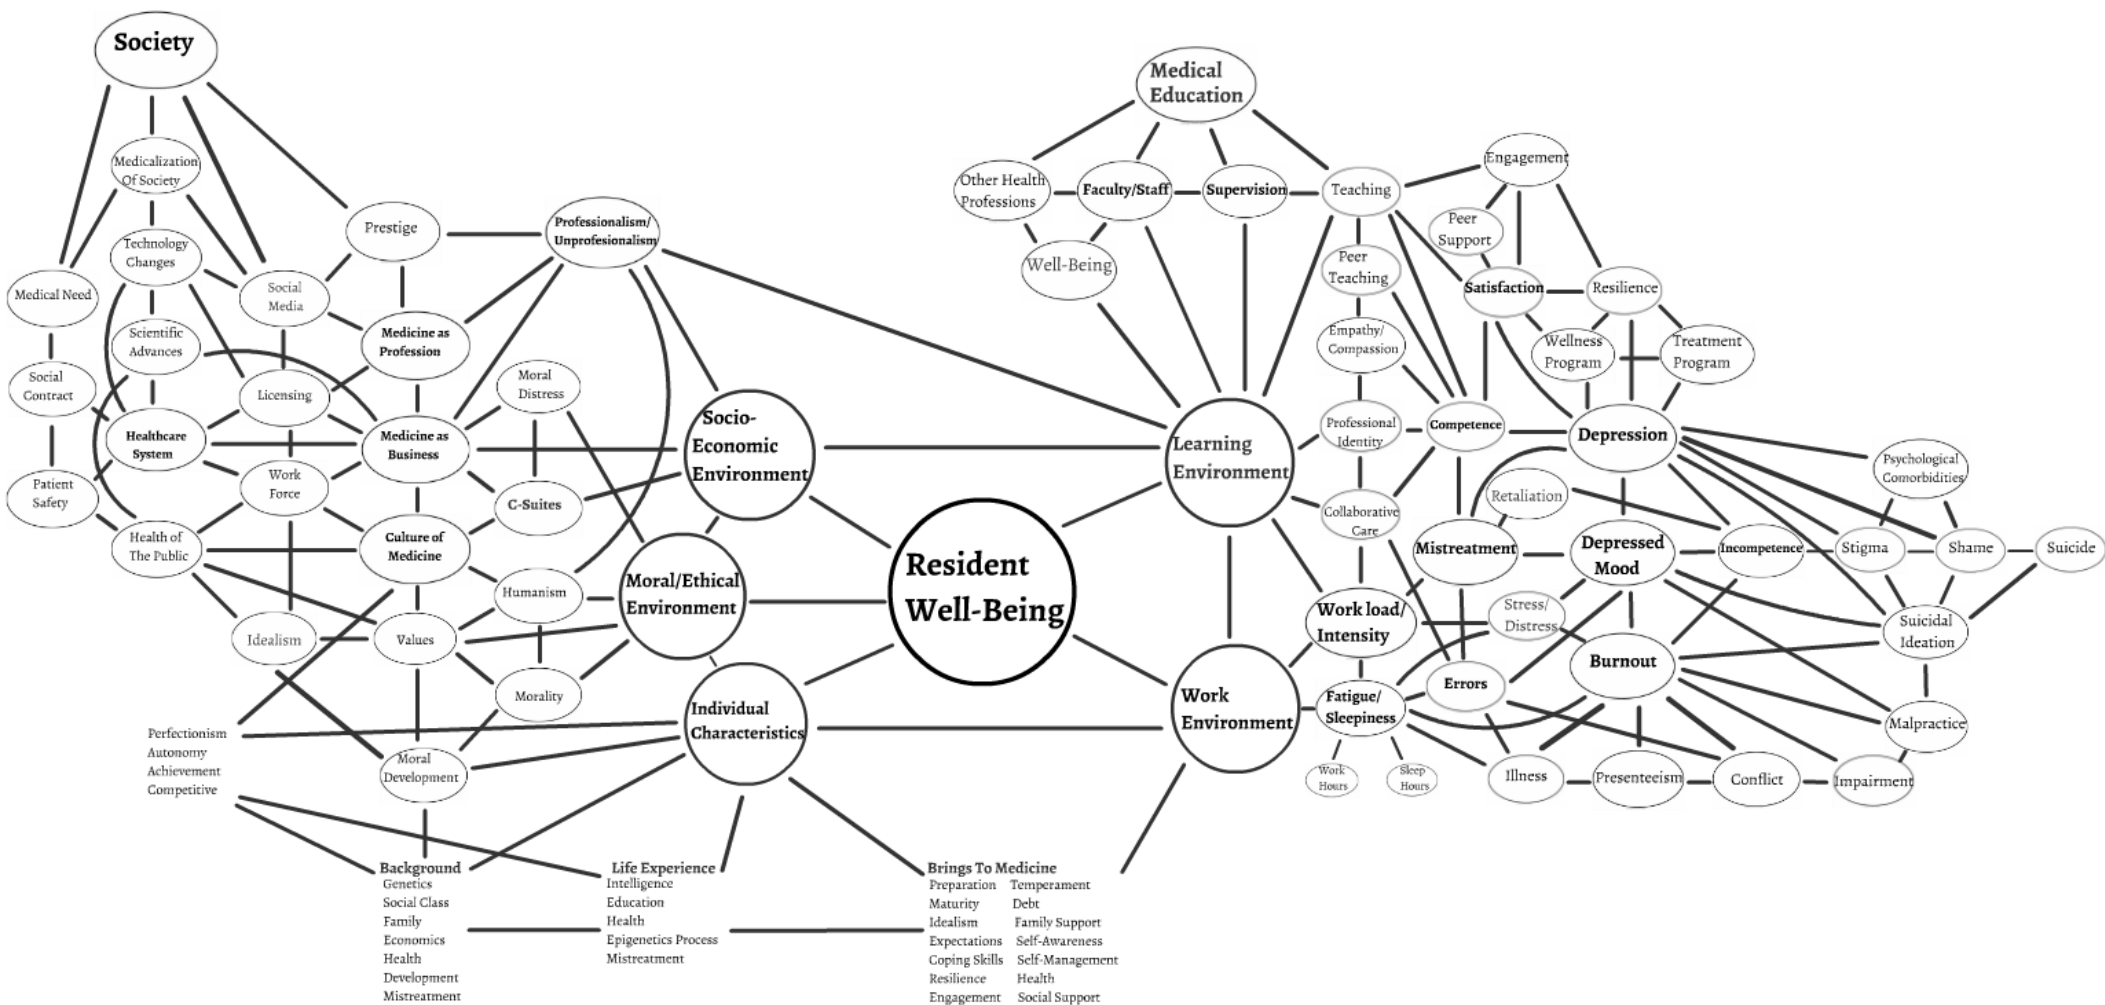 Society
Medical
Education
Medicalization
Of Society
Engagement
Other Health
Professions
Faculty/Staff
Supervision
Teaching
Prestige
Professionalism/
Unprofesionalism
Peer
Support
Technology
Changes
Well-Being
Peer
Teaching
Medical Need
Social
Media
Satisfaction
Resilience
Scientific
Advances
Medicine as
Profession
Empathy/
Compassion
Wellness
Program
Treatment
Program
Social
Contract
Licensing
Moral
Distress
Socio-
Economic
Environment
Learning
Environment
Professional
Identity
Competence
Depression
Healthcare
System
Medicine as
Business
Psychological
Comorbidities
Patient
Safety
Work
Force
C-Suites
Collaborative
Care
Retaliation
Health of
The Public
Culture of
Medicine
Mistreatment
Depressed
Mood
Incompetence
Stigma
Shame
Suicide
Resident
Well-Being
Moral/Ethical
Environment
Humanism
Work load/
Intensity
Stress/
Distress
Suicidal
Ideation
Idealism
Values
Burnout
Morality
Individual
Characteristics
Work
Environment
Fatigue/
Sleepiness
Errors
Malpractice
Perfectionism
Autonomy
Achievement
Competitive
Moral
Development
Work
Hours
Sleep
Hours
Illness
Presenteeism
Conflict
Impairment
Background
Genetics
Social Class
Family
Economics
Health
Development
Mistreatment
Life Experience
Intelligence
Education
Health
Epigenetics Process
Mistreatment
Brings To Medicine
Preparation Temperament
Maturity Debt
Idealism Family Support
Expectations Self-Awareness
Coping Skills Self-Management
Resilience Health
Engagement Social Support